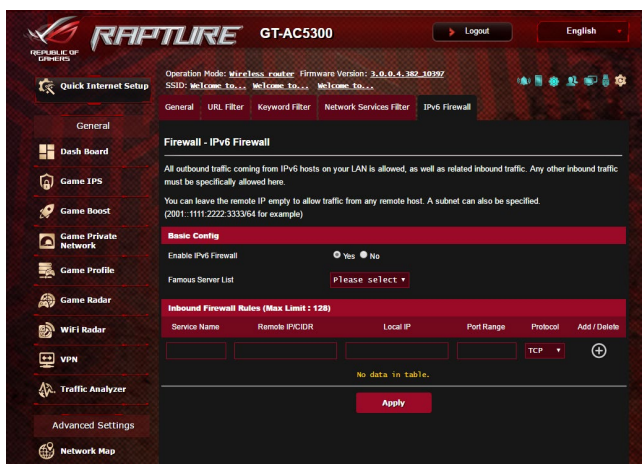 REPUBLIC OF
GAMERS
RAPTURE
GT-AC5300
Logout
English
Quick Internet Setup
Operation Mode: Wireless router Firmware Version: 3.0.0.4.382_10397
SSID: Welcome to... Welcome to... Welcome to...
General URL Filter Keyword Filter Network Services Filter IPv6 Firewall
General
Dash Board
Game IPS
Game Boost
Game Private
Network
Game Profile
Game Radar
WiFi Radar
VPN
Traffic Analyzer
Advanced Settings
Network Map
Firewall - IPv6 Firewall
All outbound traffic coming from IPv6 hosts on your LAN is allowed, as well as related inbound traffic. Any other inbound traffic
must be specifically allowed here.
You can leave the remote IP empty to allow traffic from any remote host. A subnet can also be specified.
(2001::1111:2222:3333/64 for example)
Basic Config
Enable IPv6 Firewall Yes No
Famous Server List Please select
Inbound Firewall Rules (Max Limit : 128)
Service Name Remote IP/CIDR Local IP Port Range Protocol Add / Delete
TCP
No data in table.
Apply